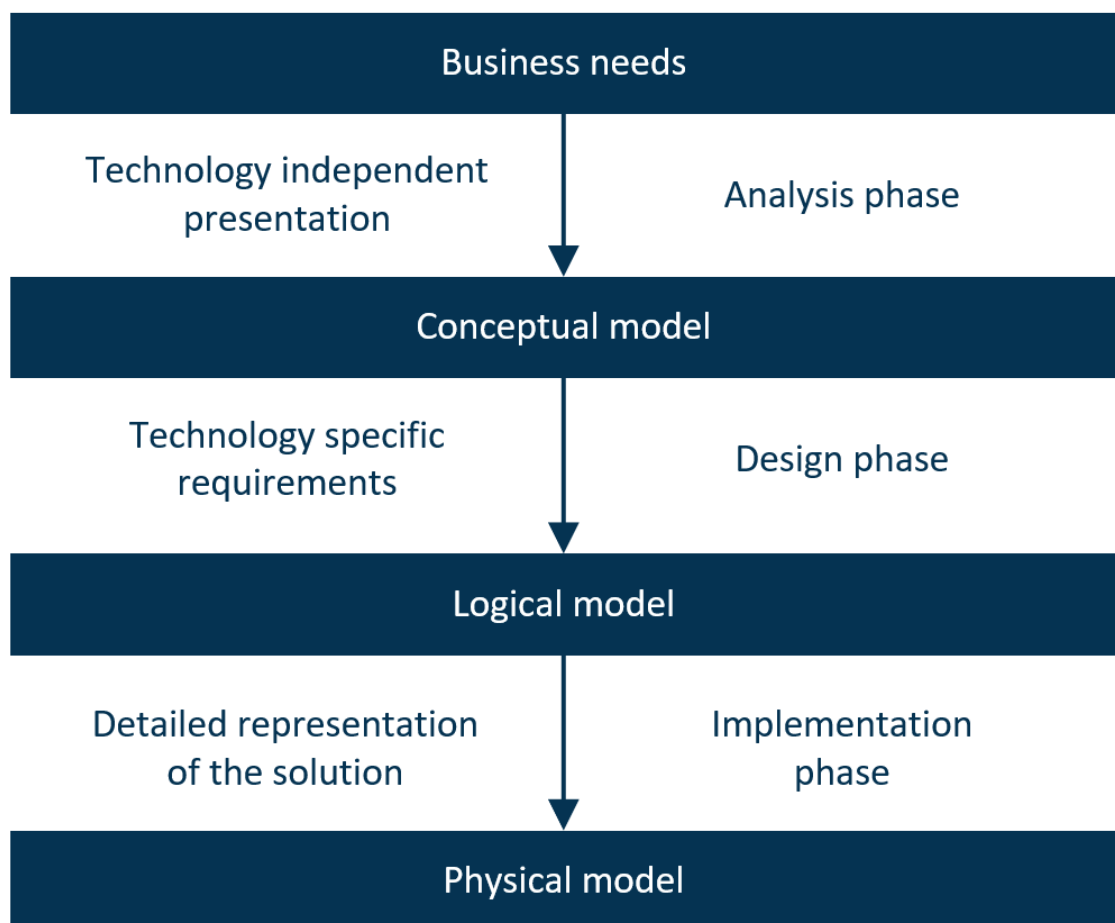 Business needs
Technology independent
presentation
Analysis phase
Conceptual model
Technology specific
requirements
Design phase
Logical model
Detailed representation
of the solution
Implementation
phase
Physical model